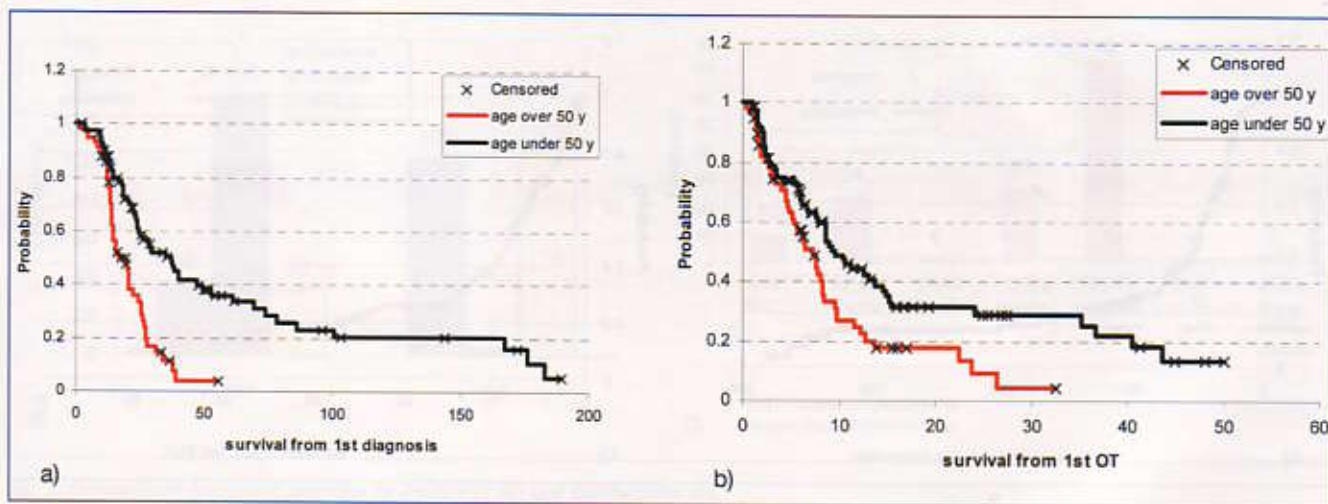 1.2
1
0.8
0.6
0.4
0.2
0
Probability
Censored
age over 50 y
age under 50 y
0
50
100
150
200
survival from 1st diagnosis
a)
1.2
1
0.8
0.6
0.4
0.2
0
Probability
Censored
age over 50 y
age under 50 y
0
10
20
30
40
50
60
survival from 1st OT
b)